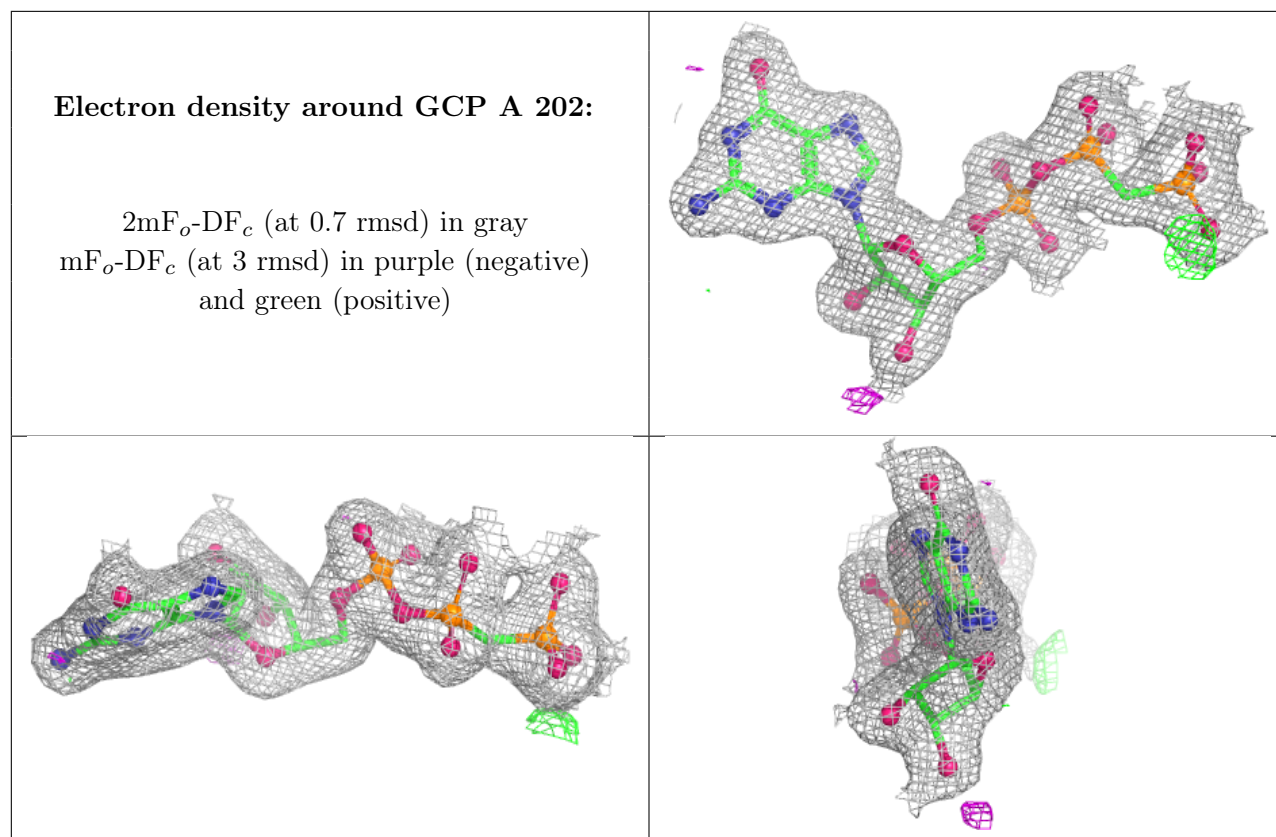 Electron density around GCP A 202:
2mFo-DFc (at 0.7 rmsd) in gray
mFo-DFc (at 3 rmsd) in purple (negative)
and green (positive)